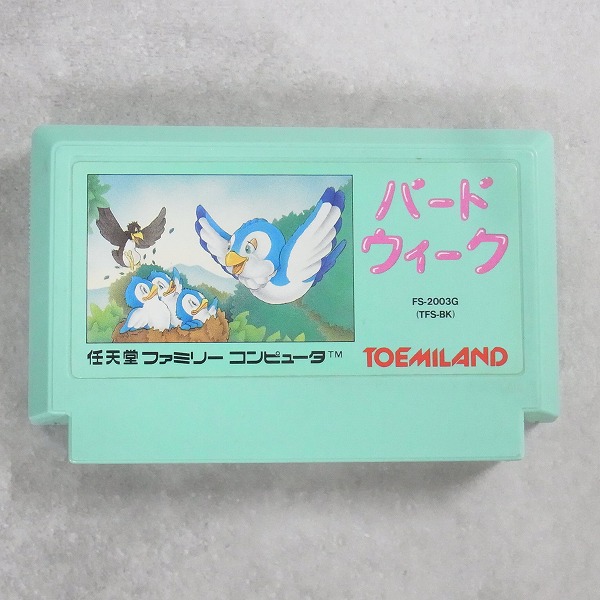 バード
ウィーク
FS-2003G
(TFS-BK)
任天堂 ファミリー コンピュータ™
TOEMILAND